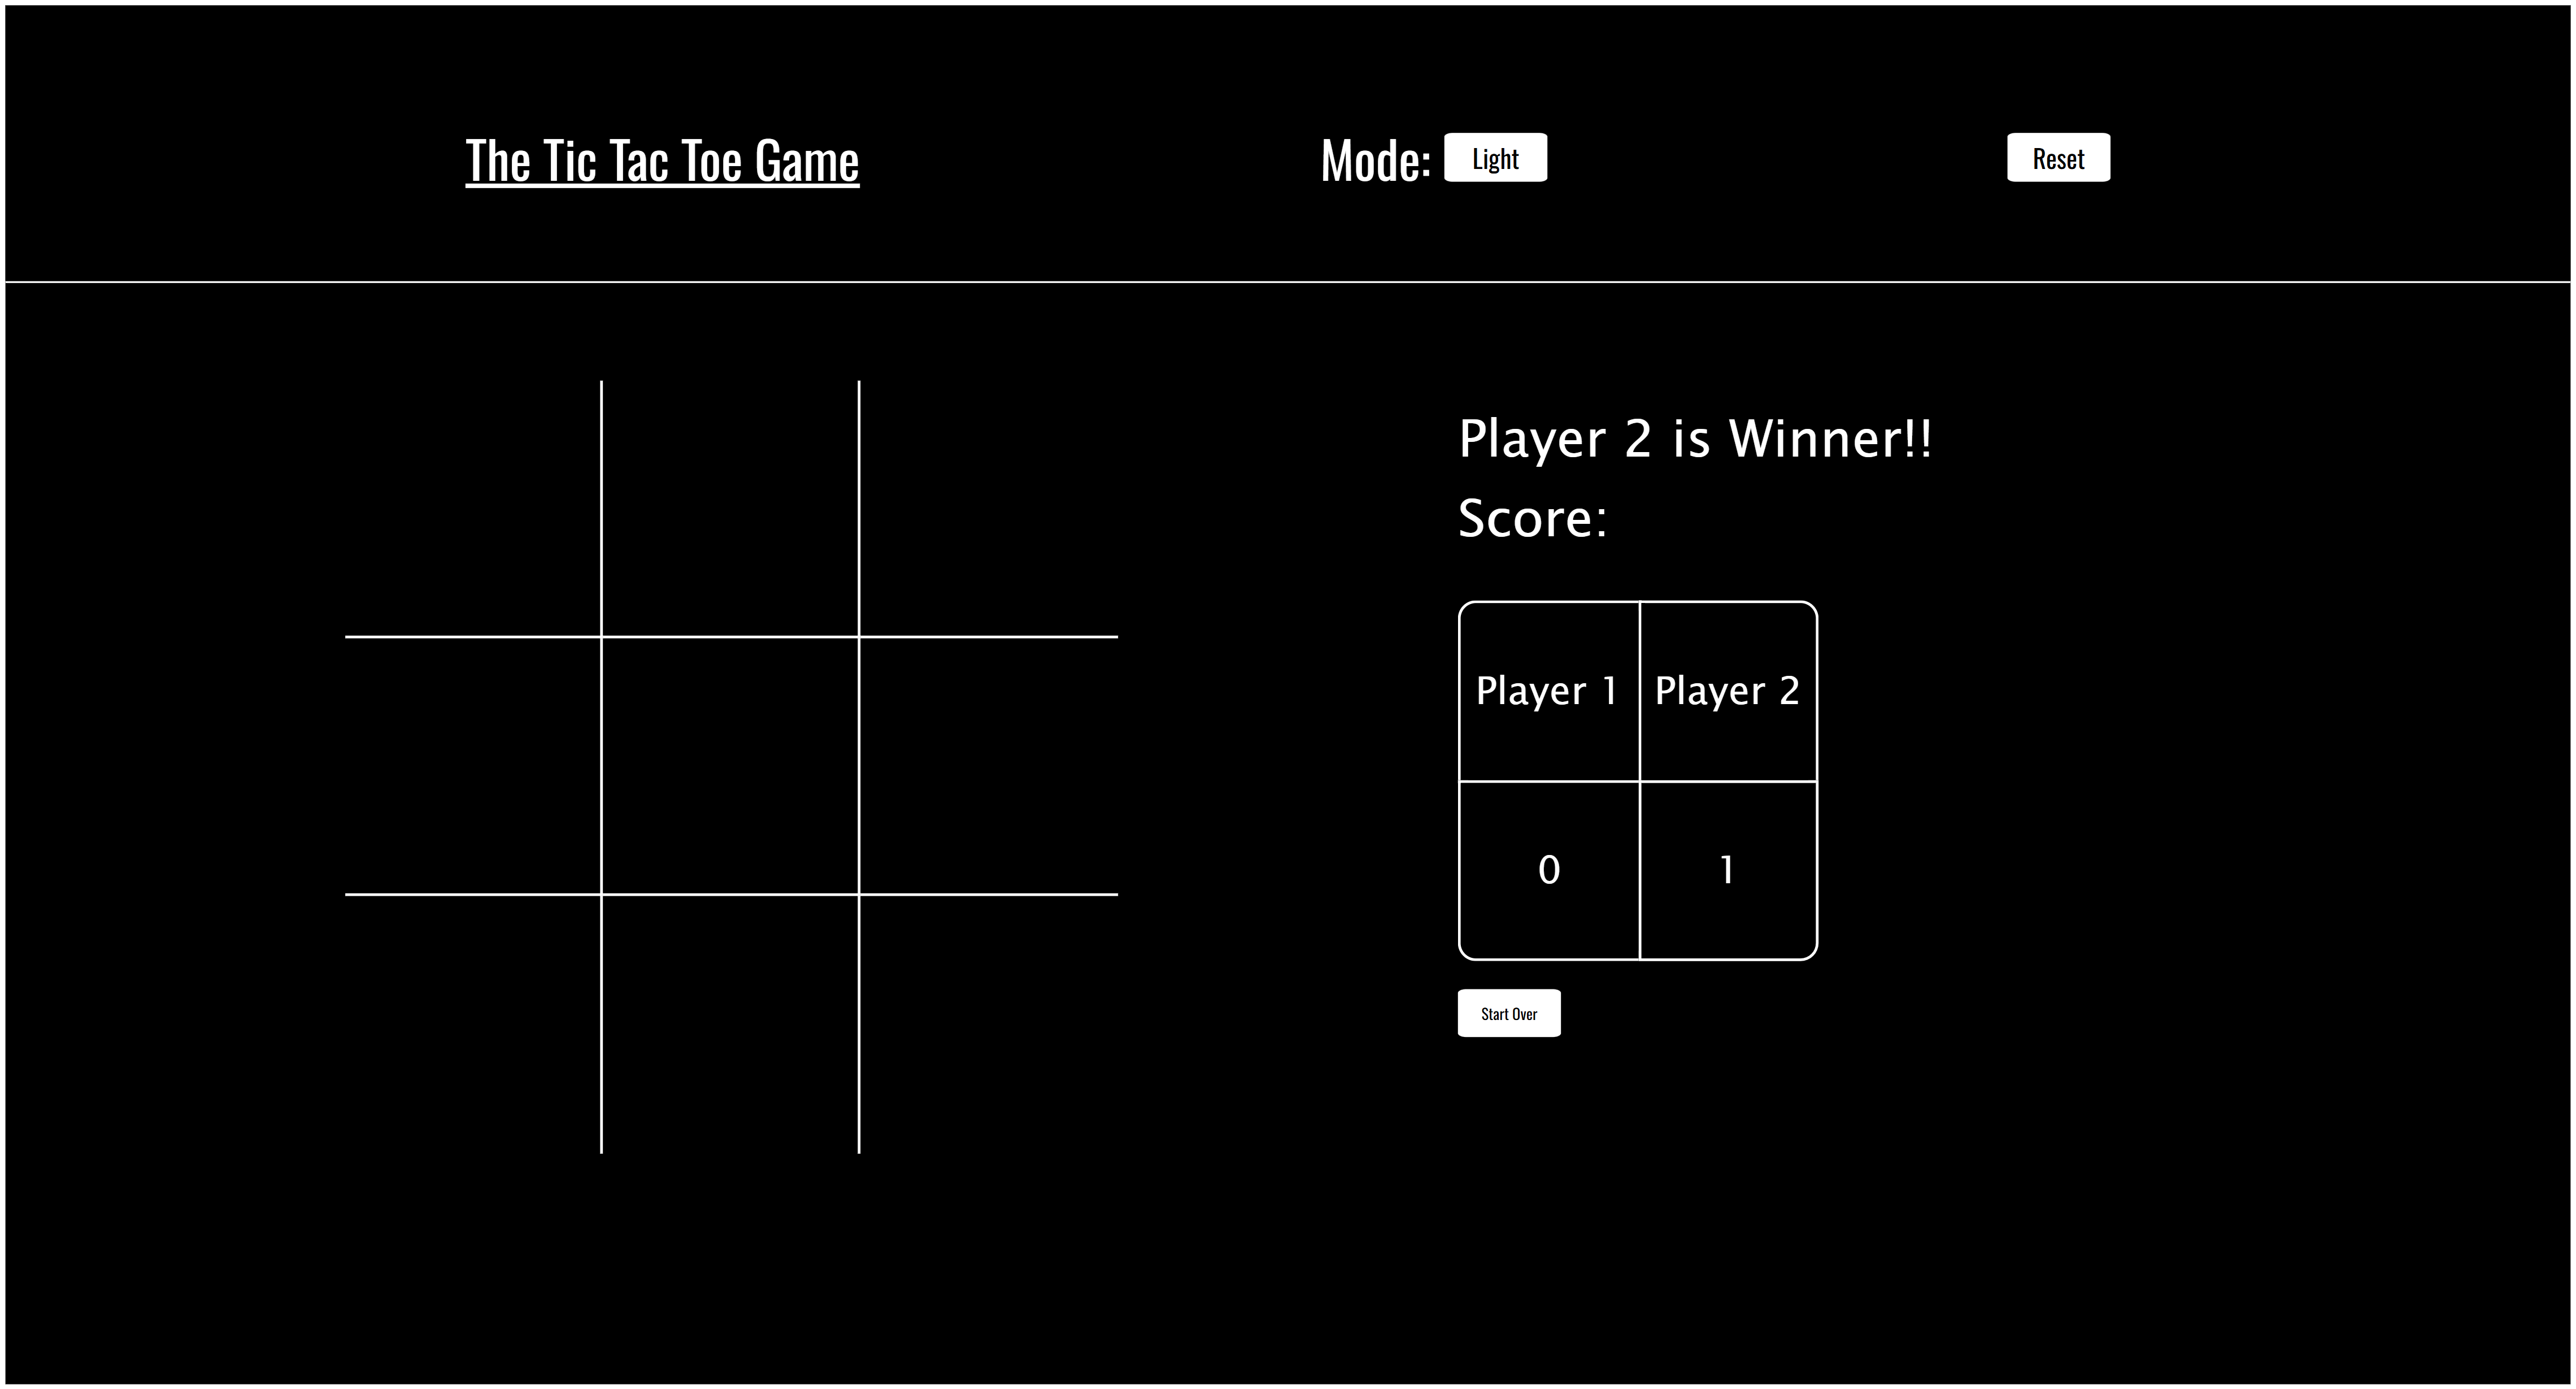 The Tic Tac Toe Game
Mode: Light
Reset
Player 2 is Winner!!
Score:
Player 1 Player 2
0 1
Start Over